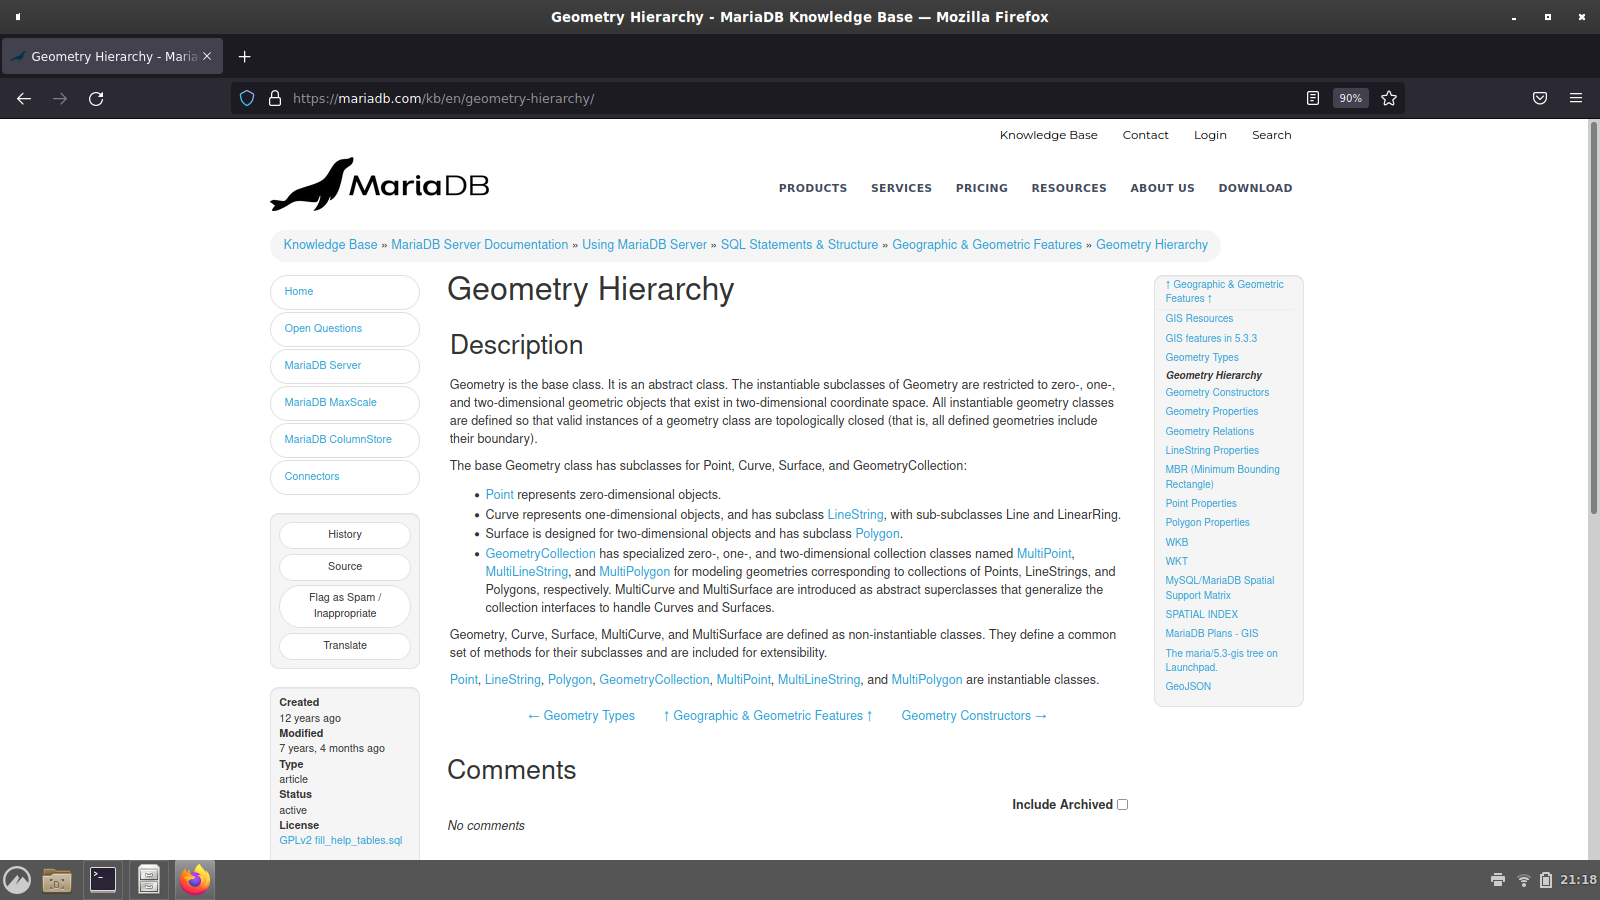 Geometry Hierarchy - MariaDB Knowledge Base — Mozilla Firefox
Geometry Hierarchy - Maria
https://mariadb.com/kb/en/geometry-hierarchy/
90%
Knowledge Base Contact Login Search
MariaDB
PRODUCTS SERVICES PRICING RESOURCES ABOUT US DOWNLOAD
Knowledge Base » MariaDB Server Documentation » Using MariaDB Server » SQL Statements & Structure » Geographic & Geometric Features » Geometry Hierarchy
Home
Open Questions
MariaDB Server
MariaDB MaxScale
MariaDB ColumnStore
Connectors
History
Source
Flag as Spam /
Inappropriate
Translate
Created
12 years ago
Modified
7 years, 4 months ago
Type
article
Status
active
License
GPLv2 fill_help_tables.sql
Geometry Hierarchy
Description
Geometry is the base class. It is an abstract class. The instantiable subclasses of Geometry are restricted to zero-, one-,
and two-dimensional geometric objects that exist in two-dimensional coordinate space. All instantiable geometry classes
are defined so that valid instances of a geometry class are topologically closed (that is, all defined geometries include
their boundary).
The base Geometry class has subclasses for Point, Curve, Surface, and GeometryCollection:
• Point represents zero-dimensional objects.
• Curve represents one-dimensional objects, and has subclass LineString, with sub-subclasses Line and LinearRing.
• Surface is designed for two-dimensional objects and has subclass Polygon.
• GeometryCollection has specialized zero-, one-, and two-dimensional collection classes named MultiPoint,
MultiLineString, and MultiPolygon for modeling geometries corresponding to collections of Points, LineStrings, and
Polygons, respectively. MultiCurve and MultiSurface are introduced as abstract superclasses that generalize the
collection interfaces to handle Curves and Surfaces.
Geometry, Curve, Surface, MultiCurve, and MultiSurface are defined as non-instantiable classes. They define a common
set of methods for their subclasses and are included for extensibility.
Point, LineString, Polygon, GeometryCollection, MultiPoint, MultiLineString, and MultiPolygon are instantiable classes.
← Geometry Types ↑ Geographic & Geometric Features ↑ Geometry Constructors →
Comments
Include Archived
No comments
↑ Geographic & Geometric
Features ↑
GIS Resources
GIS features in 5.3.3
Geometry Types
Geometry Hierarchy
Geometry Constructors
Geometry Properties
Geometry Relations
LineString Properties
MBR (Minimum Bounding
Rectangle)
Point Properties
Polygon Properties
WKB
WKT
MySQL/MariaDB Spatial
Support Matrix
SPATIAL INDEX
MariaDB Plans - GIS
The maria/5.3-gis tree on
Launchpad.
GeoJSON
21:18